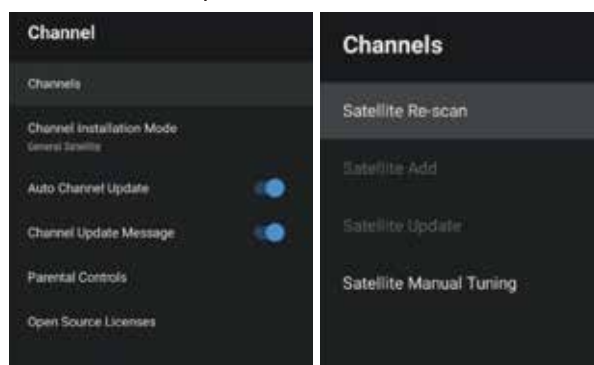 Channel
Channels
Channel Installation Mode
General Satellite
Auto Channel Update
Channel Update Message
Parental Controls
Open Source Licenses
Channels
Satellite Re-scan
Satellite Add
Satellite Update
Satellite Manual Tuning